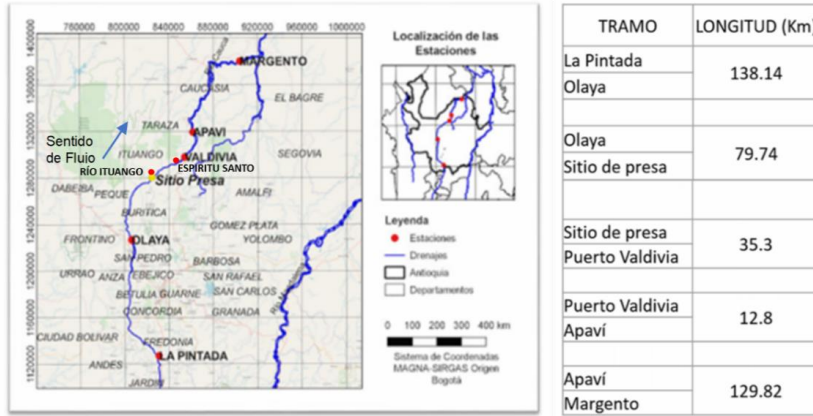 760000 800000 840000 880000 9200000 9600000 1040000
1400000
1360000
1320000
1280000
1240000
1200000
1160000
1120000
MARGENTO
CAUCASIA
EL BAGRE
TARAZA
APAVI
Sentido
de Flujo
ITUANGO
VALDIVIA
SEGOVIA
RÍO ITUANGO
ESPÍRITU SANTO
Sitio Presa
DABEIBA
PEQUE
AMALFI
BURITICA
GOMEZ PLATA
FRONTINO
OLAYA
YOLOMBO
SAN PEDRO
BARBOSA
URRAO
ANZA
EBEJICO
SAN RAFAEL
BETULIA
GUARNE
SAN CARLOS
CONCORDIA
GRANADA
CIUDAD BOLIVAR
FREDONIA
LA PINTADA
ANDES
JARDIN
Localización de las
Estaciones
Leyenda
Estaciones
Drenajes
Antioquia
Departamentos
0 100 200 300 400 km
Sistema de Coordenadas
MAGNA-SIRGAS Origen
Bogotá
TRAMO LONGITUD (Km)
La Pintada
138.14
Olaya
Olaya
79.74
Sitio de presa
Sitio de presa
35.3
Puerto Valdivia
Puerto Valdivia
12.8
Apaví
Apaví
129.82
Margento